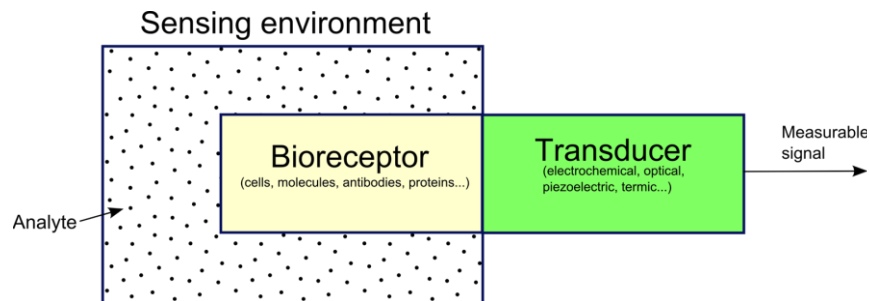 Sensing environment
Bioreceptor
(cells, molecules, antibodies, proteins...)
Transducer
(electrochemical, optical,
piezoelectric, termic...)
Measurable
signal
Analyte